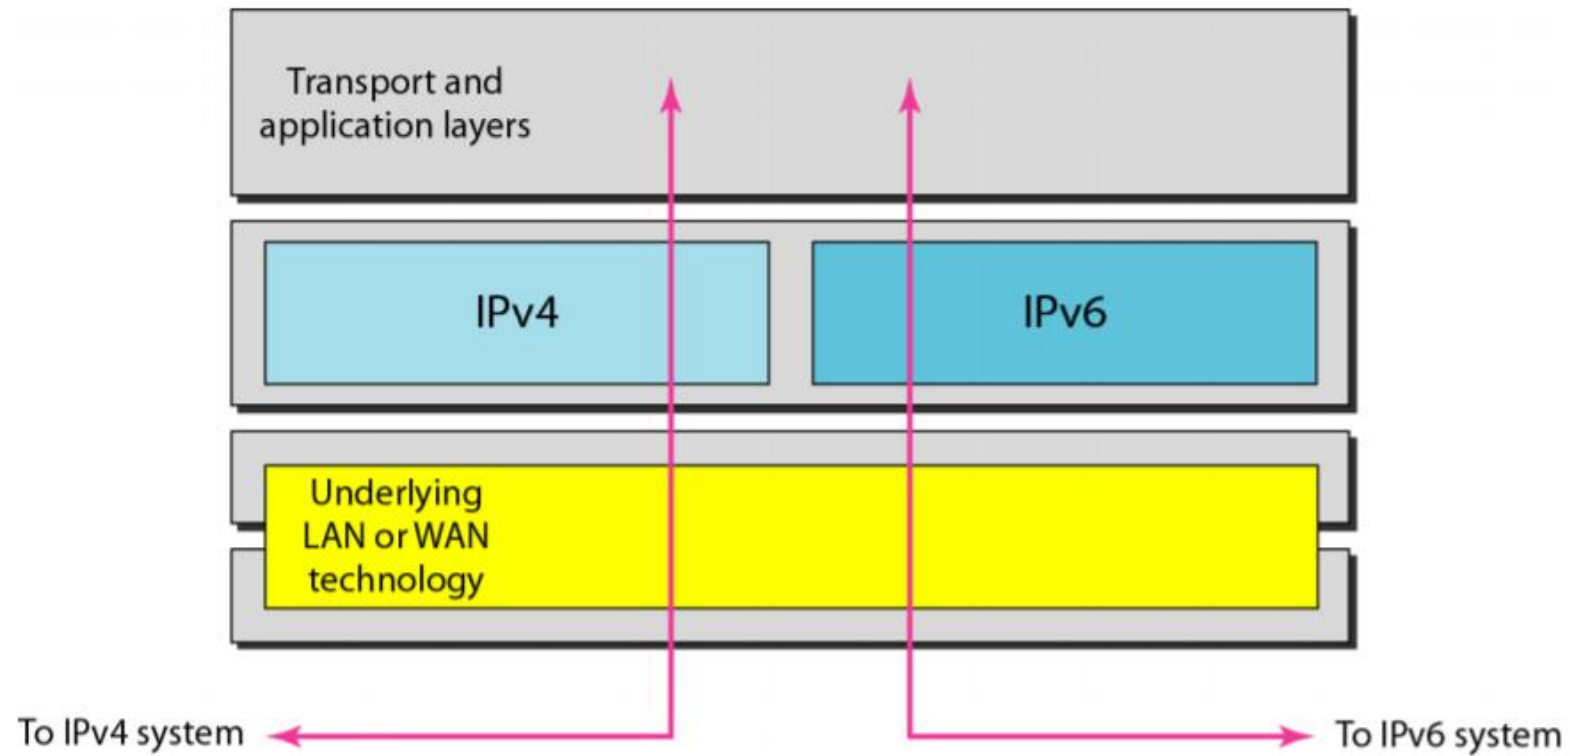 Transport and
application layers
IPv4
IPv6
Underlying
LAN or WAN
technology
To IPv4 system
To IPv6 system